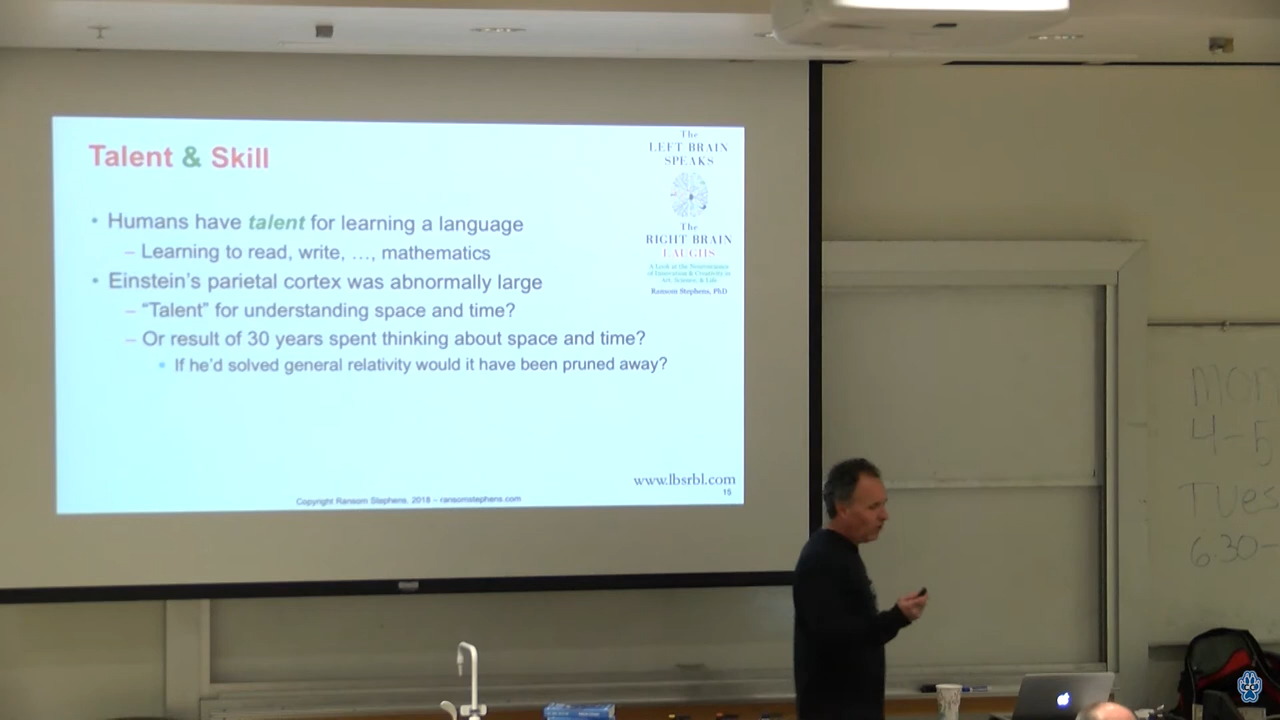 Talent & Skill
• Humans have talent for learning a language
– Learning to read, write, …, mathematics
• Einstein's parietal cortex was abnormally large
– “Talent” for understanding space and time?
– Or result of 30 years spent thinking about space and time?
• If he'd solved general relativity would it have been pruned away?
The
LEFT BRAIN
SPEAKS
The
RIGHT BRAIN
LAUGHS
A Look at the Neuroscience
of Innovation & Creativity in
Art, Science, & Life
Ransom Stephens, PhD
www.lbsrbl.com
15
Copyright Ransom Stephens, 2018 – ransomstephens.com
mon
4-5
TUES
6:30-